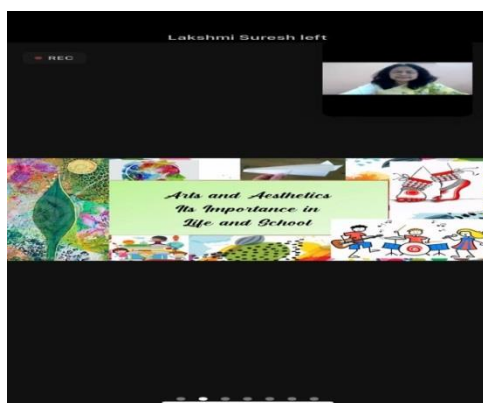 Lakshmi Suresh left
REC
Arts and Aesthetics
Its Importance in
Life and School